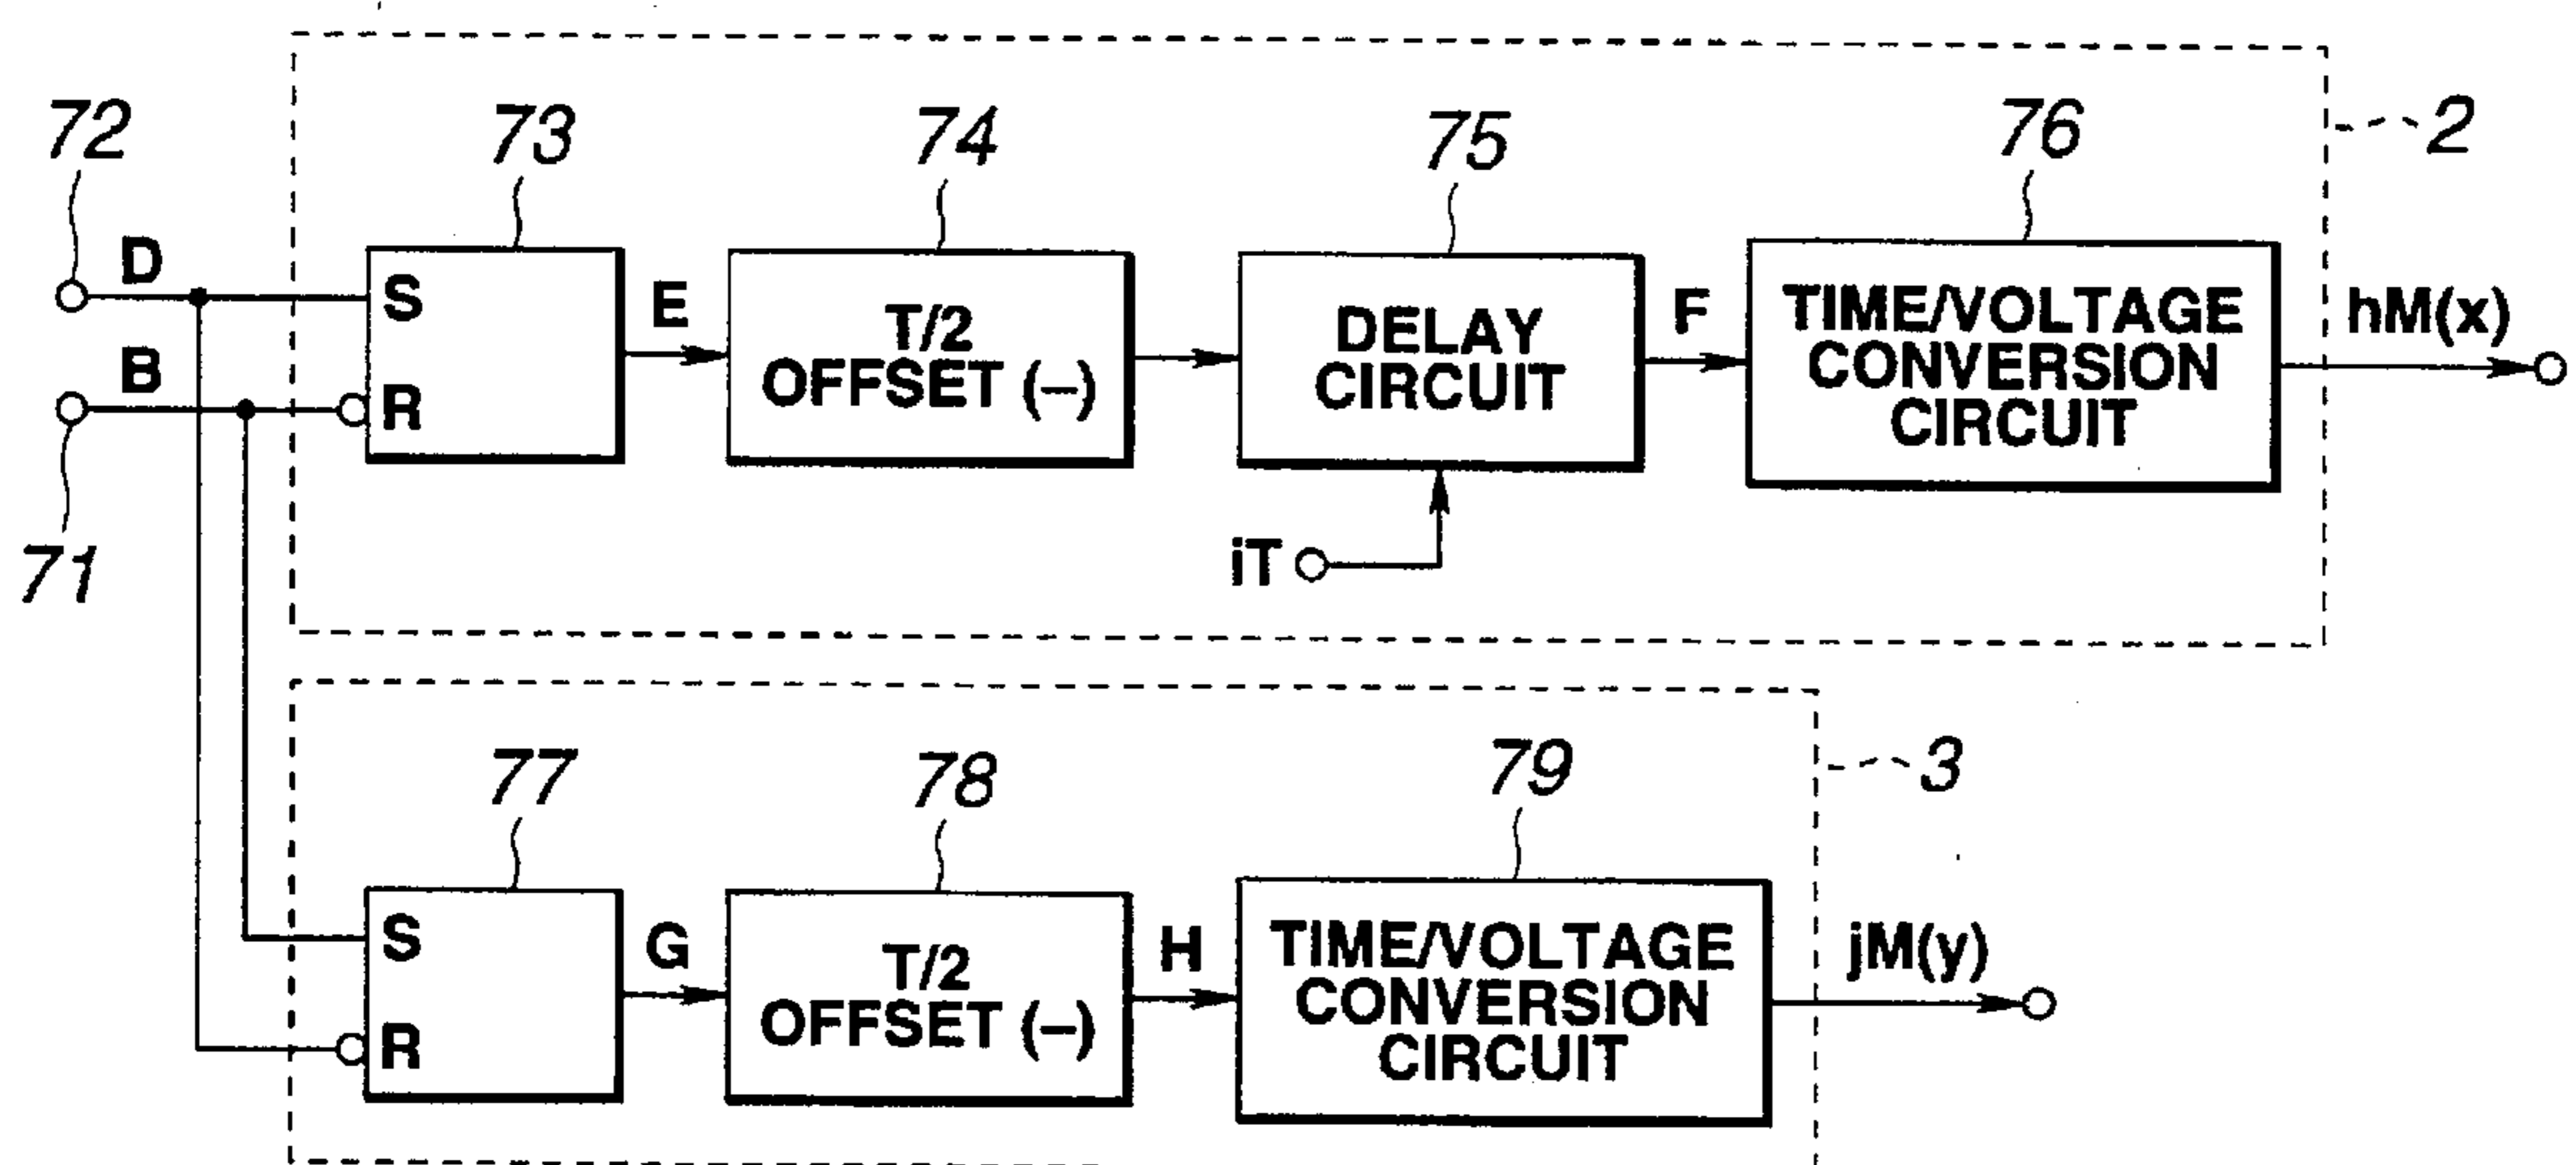 72
73
74
75
76
2
D
S
E
T/2
OFFSET (–)
DELAY
CIRCUIT
F
TIME/VOLTAGE
CONVERSION
CIRCUIT
hM(x)
B
R
71
iT
77
78
79
3
S
G
T/2
OFFSET (–)
H
TIME/VOLTAGE
CONVERSION
CIRCUIT
jM(y)
R